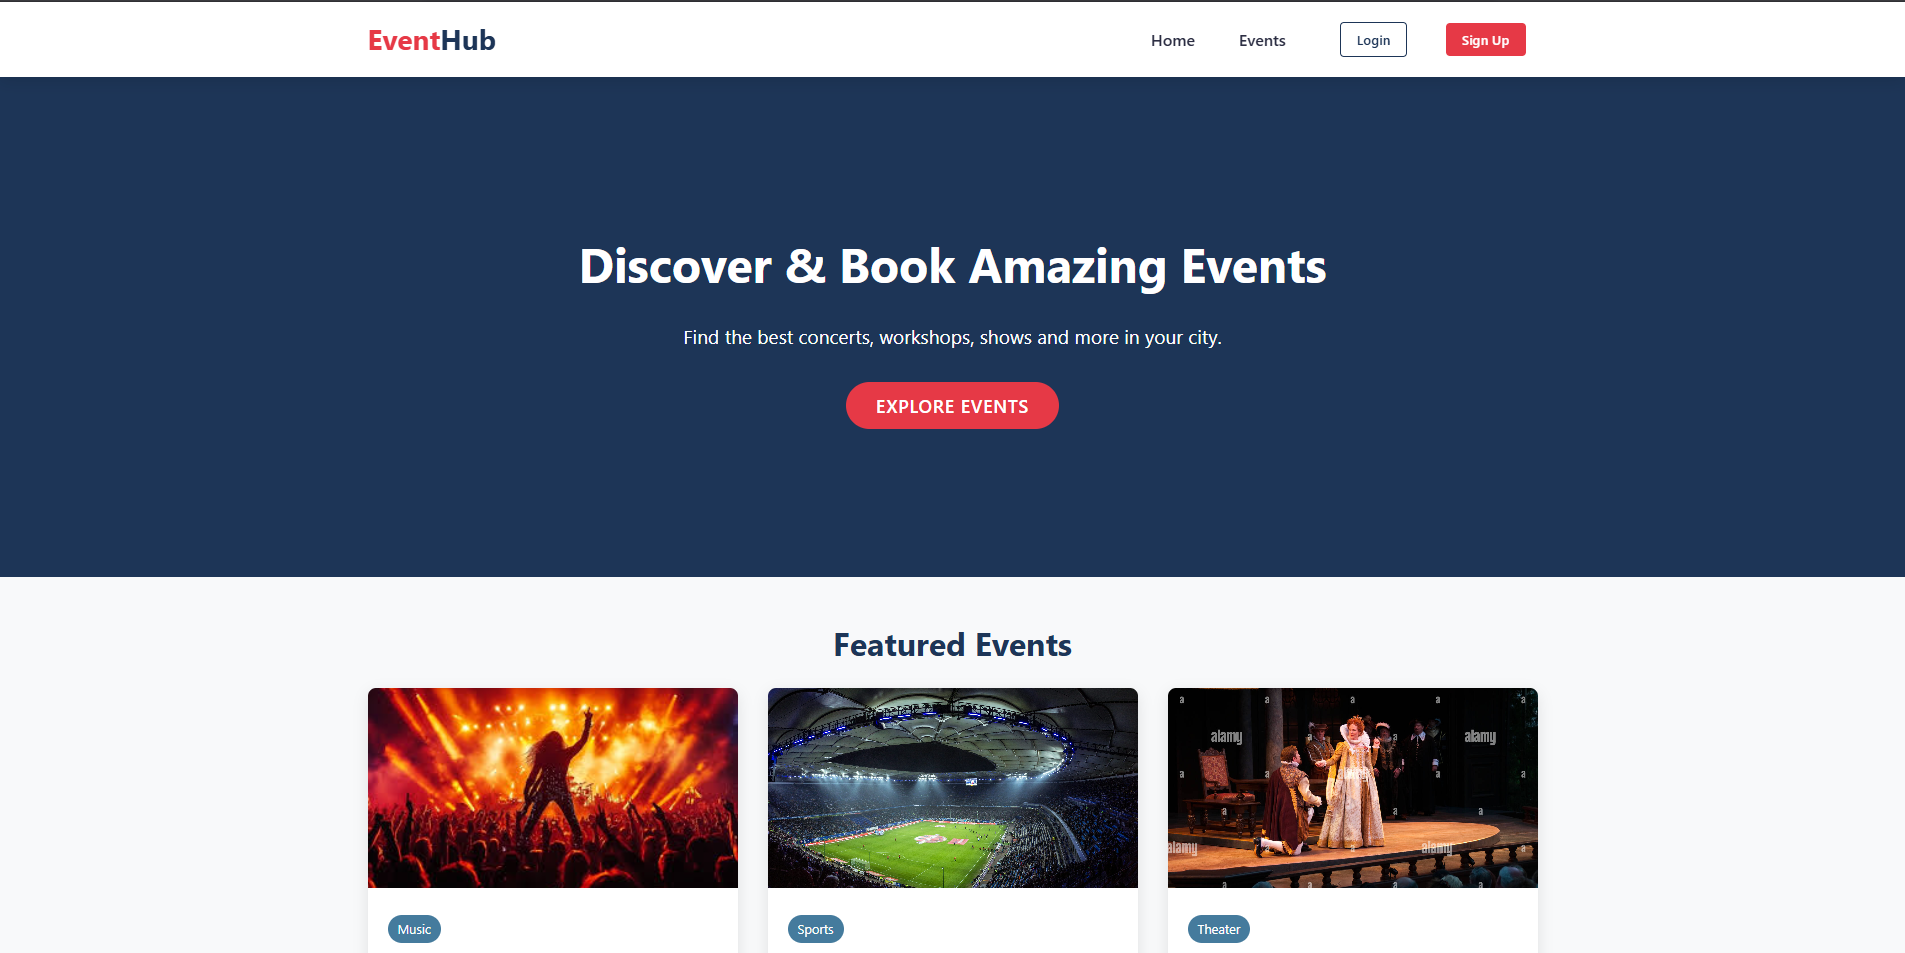 EventHub
Home Events Login Sign Up
Discover & Book Amazing Events
Find the best concerts, workshops, shows and more in your city.
EXPLORE EVENTS
Featured Events
a a a a
alamy alamy
a a a
a a a
alamy alamy a
a a a
Music Sports Theater